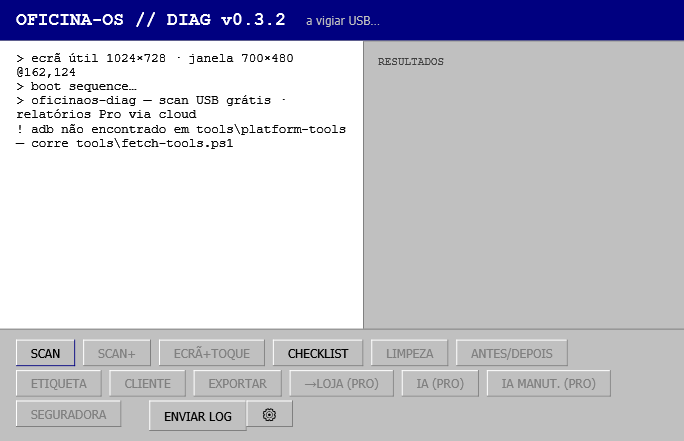 OFICINA-OS // DIAG v0.3.2 a vigiar USB…
> ecrã útil 1024×728 · janela 700×480
@162,124
> boot sequence…
> oficinaos-diag — scan USB grátis ·
relatórios Pro via cloud
! adb não encontrado em tools\platform-tools
— corre tools\fetch-tools.ps1
RESULTADOS
SCAN SCAN+ ECRÃ+TOQUE CHECKLIST LIMPEZA ANTES/DEPOIS
ETIQUETA CLIENTE EXPORTAR →LOJA (PRO) IA (PRO) IA MANUT. (PRO)
SEGURADORA ENVIAR LOG